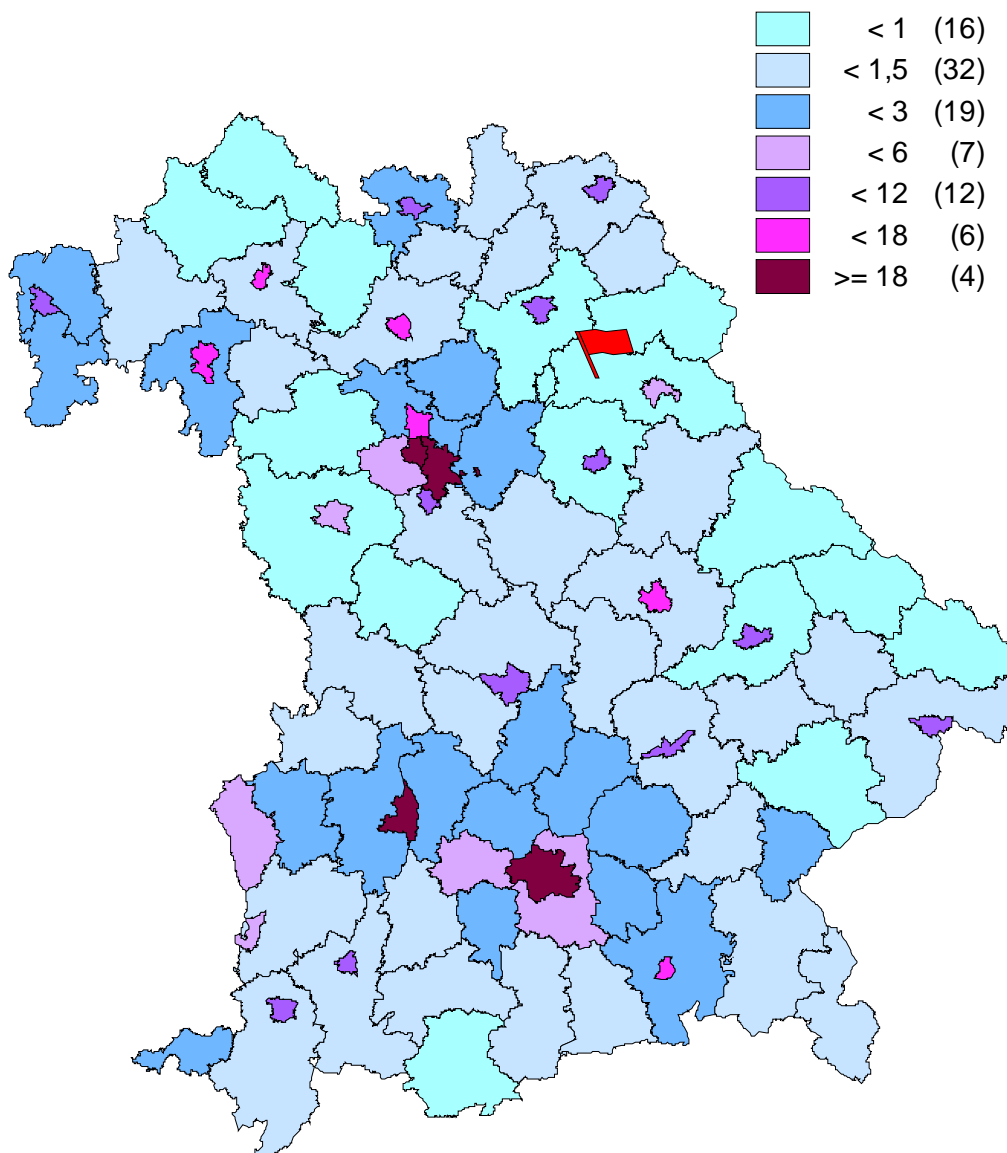 < 1 (16)
< 1,5 (32)
< 3 (19)
< 6 (7)
< 12 (12)
< 18 (6)
>= 18 (4)